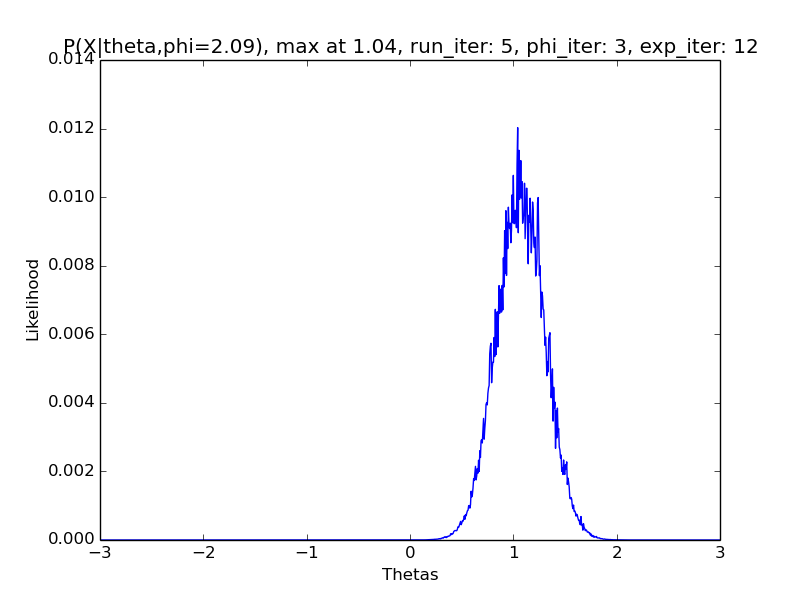 P(X|theta,phi=2.09), max at 1.04, run_iter: 5, phi_iter: 3, exp_iter: 12
0.014
0.012
0.010
0.008
0.006
0.004
0.002
0.000
Likelihood
−3 −2 −1 0 1 2 3
Thetas